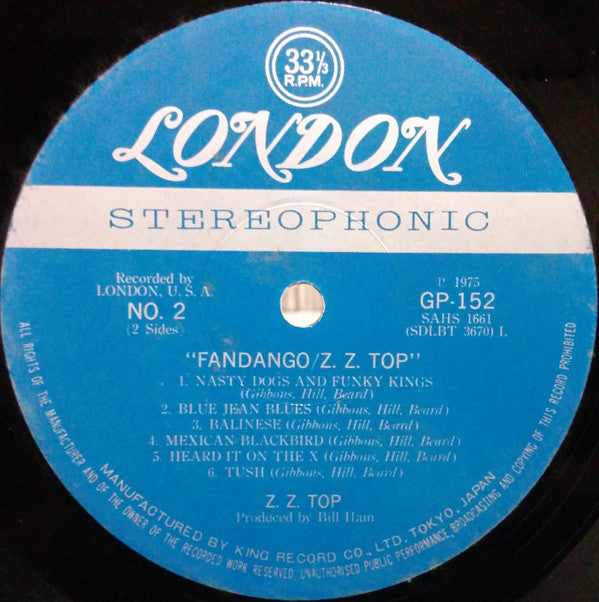 33⅓
R.P.M.
LONDON
STEREOPHONIC
Recorded by
LONDON, U. S. A.
NO. 2
(2 Sides)
Ⓟ 1975
GP-152
SAHS 1661
(SDLBT 3670) L
"FANDANGO/Z. Z. TOP"
1. NASTY DOGS AND FUNKY KINGS
(Gibbons, Hill, Beard)
2. BLUE JEAN BLUES (Gibbons, Hill, Beard)
3. BALINESE (Gibbons, Hill, Beard)
4. MEXICAN BLACKBIRD (Gibbons, Hill, Beard)
5. HEARD IT ON THE X (Gibbons, Hill, Beard)
6. TUSH (Gibbons, Hill, Beard)
Z. Z. TOP
Produced by Bill Ham
MANUFACTURED BY KING RECORD CO., LTD. TOKYO, JAPAN
ALL RIGHTS OF THE MANUFACTURER AND OF THE OWNER OF THE RECORDED WORK RESERVED. UNAUTHORISED PUBLIC PERFORMANCE, BROADCASTING AND COPYING OF THIS RECORD PROHIBITED